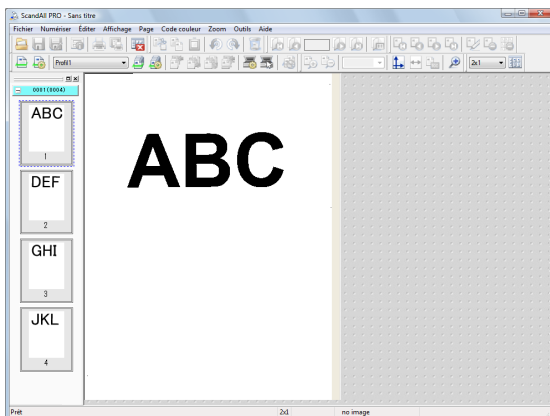 ScandAll PRO - Sans titre
Fichier Numériser Éditer Affichage Page Code couleur Zoom Outils Aide
Profil1 2x1
0001(0004)
ABC
1
DEF
2
GHI
3
JKL
4
ABC
Prêt 2x1 no image